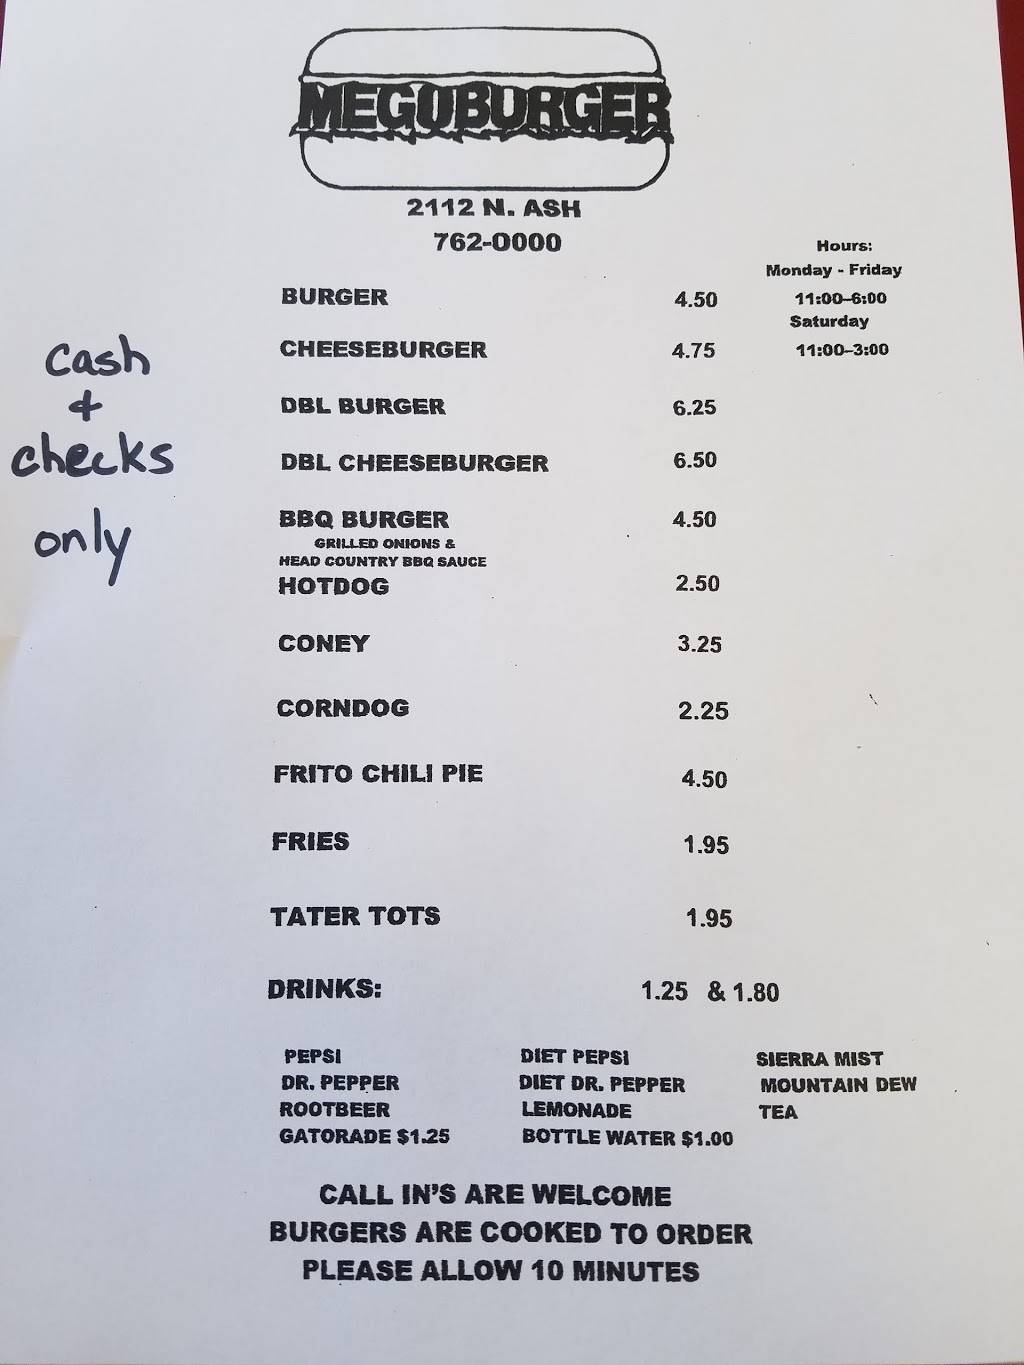 MEGOBURGER
2112 N. ASH
762-0000
Hours:
Monday - Friday
11:00–6:00
Saturday
11:00–3:00
cash
&
checks
only
BURGER 4.50
CHEESEBURGER 4.75
DBL BURGER 6.25
DBL CHEESEBURGER 6.50
BBQ BURGER 4.50
GRILLED ONIONS &
HEAD COUNTRY BBQ SAUCE
HOTDOG 2.50
CONEY 3.25
CORNDOG 2.25
FRITO CHILI PIE 4.50
FRIES 1.95
TATER TOTS 1.95
DRINKS: 1.25 & 1.80
PEPSI DIET PEPSI SIERRA MIST
DR. PEPPER DIET DR. PEPPER MOUNTAIN DEW
ROOTBEER LEMONADE TEA
GATORADE $1.25 BOTTLE WATER $1.00
CALL IN'S ARE WELCOME
BURGERS ARE COOKED TO ORDER
PLEASE ALLOW 10 MINUTES